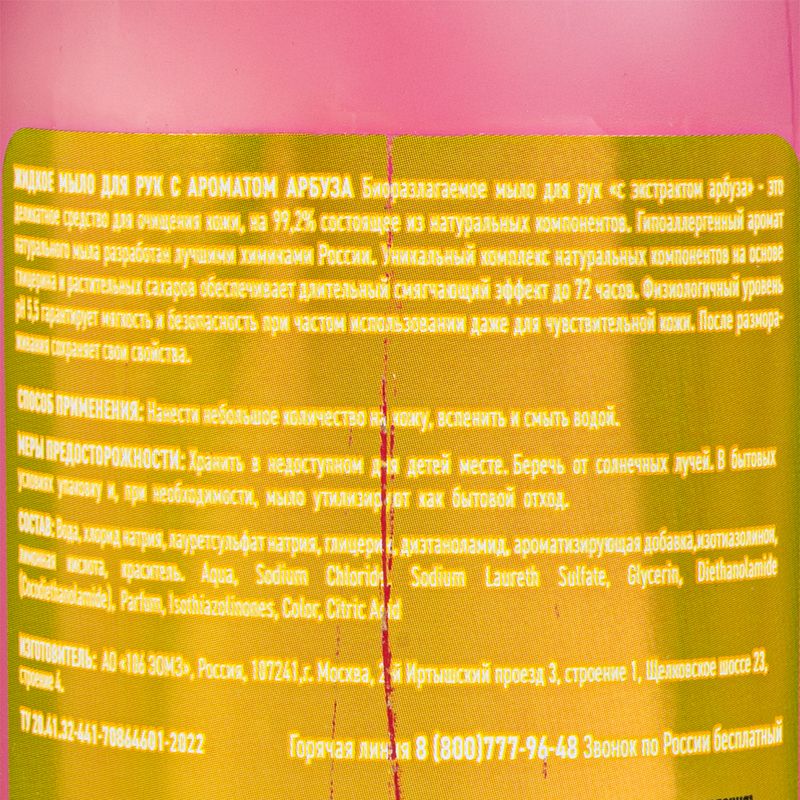 ЖИДКОЕ МЫЛО ДЛЯ РУК С АРОМАТОМ АРБУЗА Биоразлагаемое мыло для рук «с экстрактом арбуза» - это
деликатное средство для очищения кожи, на 99,2% состоящее из натуральных компонентов. Гипоаллергенный аромат
натурального мыла разработан лучшими химиками России. Уникальный комплекс натуральных компонентов на основе
глицерина и растительных сахаров обеспечивает длительный смягчающий эффект до 72 часов. Физиологичный уровень
pH 5,5 гарантирует мягкость и безопасность при частом использовании даже для чувствительной кожи. После размора-
живания сохраняет свои свойства.
СПОСОБ ПРИМЕНЕНИЯ: Нанести небольшое количество на кожу, вспенить и смыть водой.
МЕРЫ ПРЕДОСТОРОЖНОСТИ: Хранить в недоступном для детей месте. Беречь от солнечных лучей. В бытовых
условиях упаковку и, при необходимости, мыло утилизируют как бытовой отход.
СОСТАВ: Вода, хлорид натрия, лауретсульфат натрия, глицерин, диэтаноламид, ароматизирующая добавка,изотиазолинон,
лимонная кислота, краситель. Aqua, Sodium Chloride, Sodium Laureth Sulfate, Glycerin, Diethanolamide
(Cocodiethanolamide), Parfum, Isothiazolinones, Color, Citric Acid
ИЗГОТОВИТЕЛЬ: АО «106 ЭОМЗ», Россия, 107241,г. Москва, 2-й Иртышский проезд 3, строение 1, Щелковское шоссе 23,
строение 4.
ТУ 20.41.32-441-70864601-2022
Горячая линия 8 (800)777-96-48 Звонок по России бесплатный